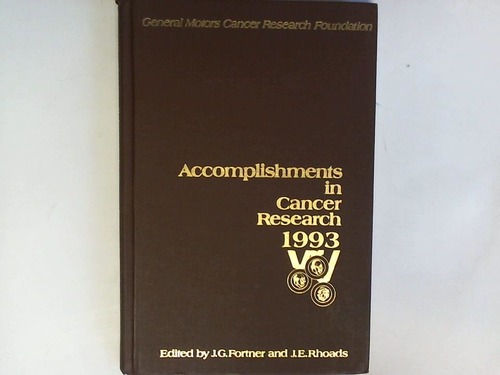 General Motors Cancer Research Foundation
Accomplishments
in
Cancer
Research
1993
Edited by J.G. Fortner and J.E. Rhoads